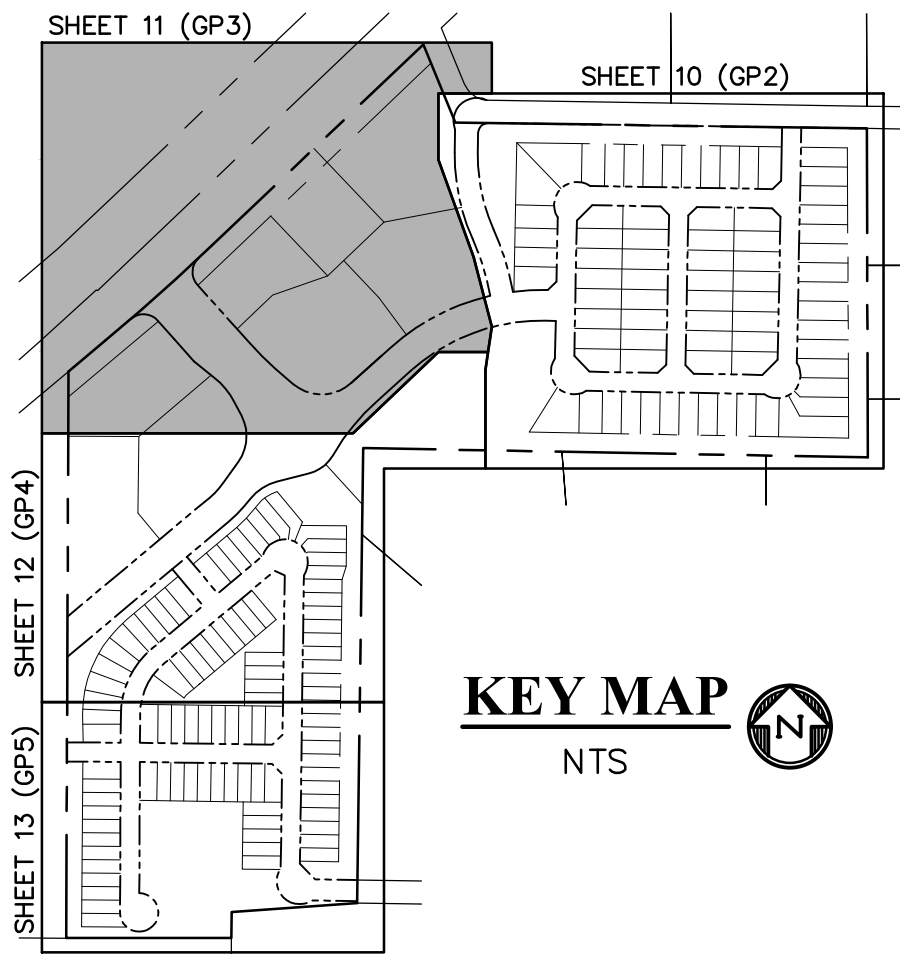 SHEET 11 (GP3)
SHEET 10 (GP2)
SHEET 12 (GP4)
SHEET 13 (GP5)
KEY MAP
NTS
N